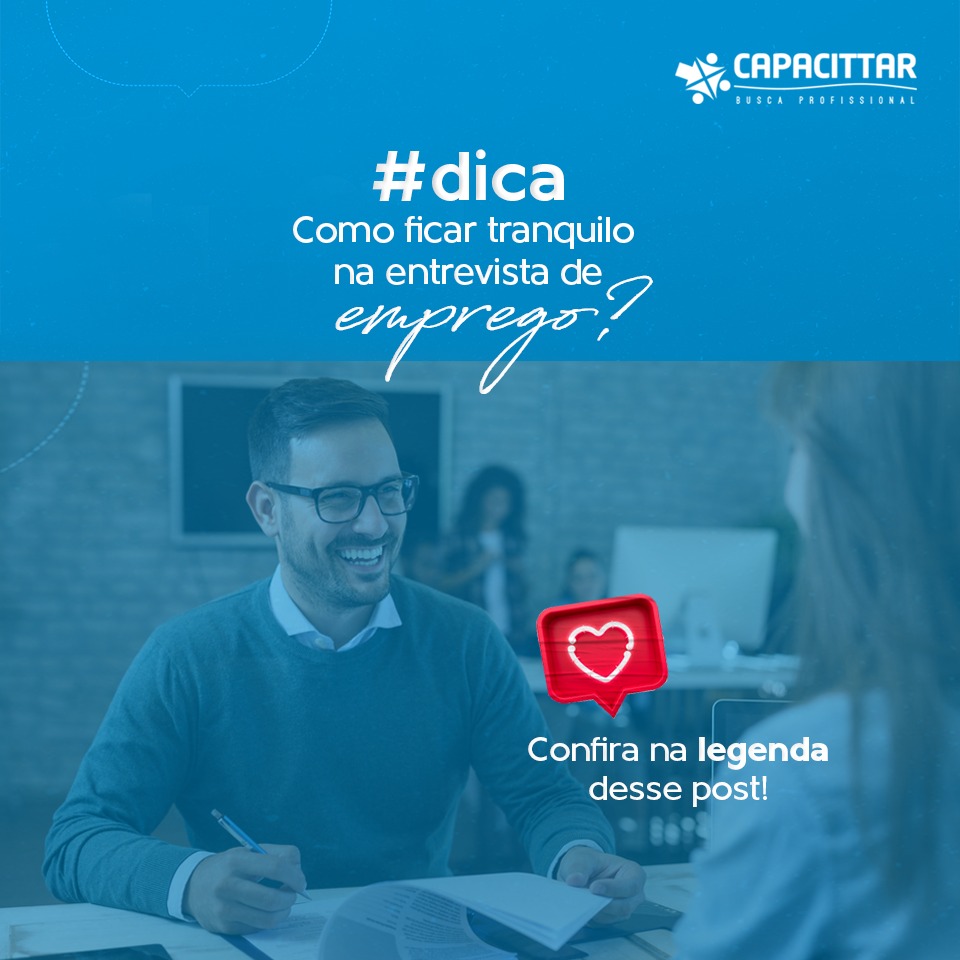 CAPACITTAR
BUSCA PROFISSIONAL
#dica
Como ficar tranquilo
na entrevista de
emprego?
Confira na legenda
desse post!